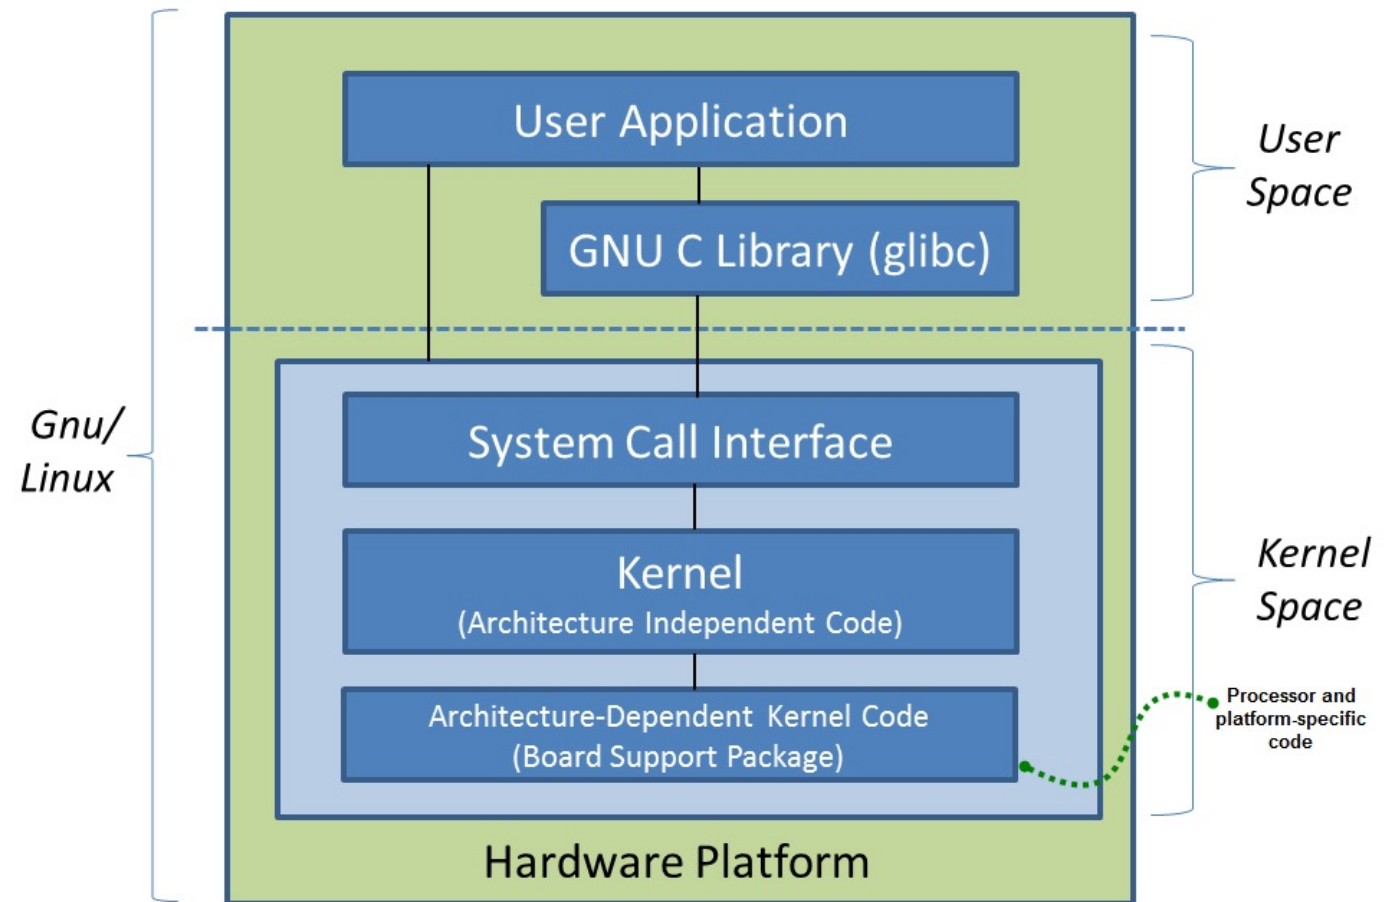 User Application
User
Space
GNU C Library (glibc)
Gnu/
Linux
System Call Interface
Kernel
(Architecture Independent Code)
Kernel
Space
Architecture-Dependent Kernel Code
(Board Support Package)
Processor and
platform-specific
code
Hardware Platform